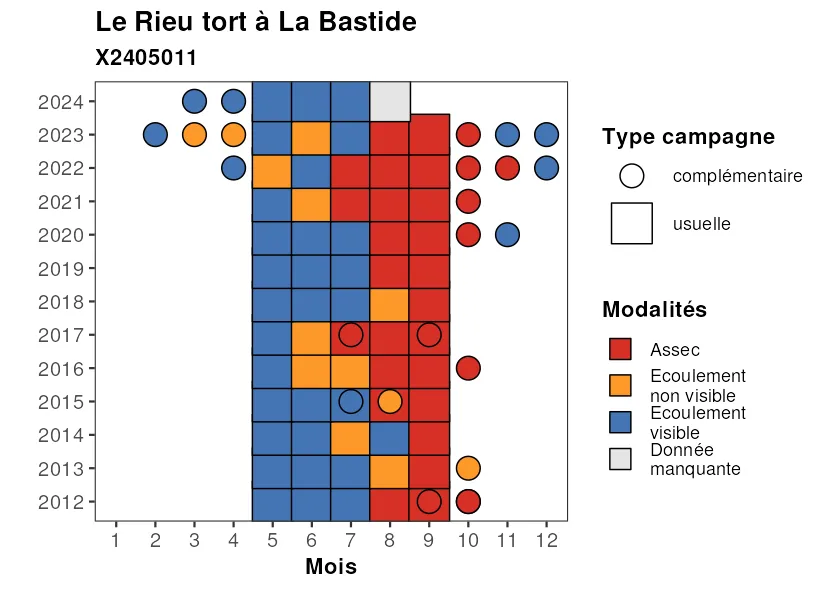 Le Rieu tort à La Bastide
X2405011
2024
2023
2022
2021
2020
2019
2018
2017
2016
2015
2014
2013
2012
1 2 3 4 5 6 7 8 9 10 11 12
Mois
Type campagne
complémentaire
usuelle
Modalités
Assec
Ecoulement
non visible
Ecoulement
visible
Donnée
manquante